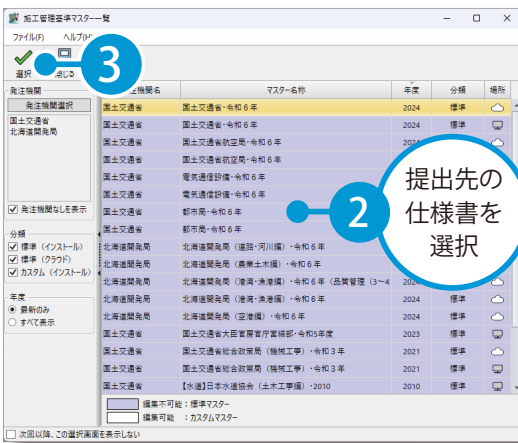 施工管理基準マスター一覧
ファイル(F) ヘルプ(H)
選択 閉じる
3
発注機関
発注機関選択
国土交通省
北海道開発局
発注機関なしを表示
分類
標準（インストール）
標準（クラウド）
カスタム（インストール）
年度
最新のみ
すべて表示
注機関名 マスター名称 年度 分類 場所
国土交通省 国土交通省・令和６年 2024 標準
国土交通省 国土交通省・令和６年 2024 標準
国土交通省 国土交通省航空局・令和６年
国土交通省 国土交通省航空局・令和６年
国土交通省 電気通信設備・令和６年
国土交通省 電気通信設備・令和６年
国土交通省 都市局・令和６年
国土交通省 都市局・令和６年
北海道開発局 北海道開発局（道路・河川編）・令和６年
北海道開発局 北海道開発局（農業土木編）・令和６年
北海道開発局 北海道開発局（港湾・漁港編）・令和６年（品質管理（3～4
北海道開発局 北海道開発局（港湾・漁港編）・令和６年 2024 標準
北海道開発局 北海道開発局（空港編）・令和６年 2024 標準
国土交通省 国土交通省大臣官房官庁営繕部・令和5年度 2023 標準
国土交通省 国土交通省総合政策局（機械工事）・令和３年 2021 標準
国土交通省 国土交通省総合政策局（機械工事）・令和３年 2021 標準
国土交通省 【水道】日本水道協会（土木工事編）・2010 2010 標準
2
提出先の
仕様書を
選択
編集不可能：標準マスター
編集可能 ：カスタムマスター
次回以降、この選択画面を表示しない